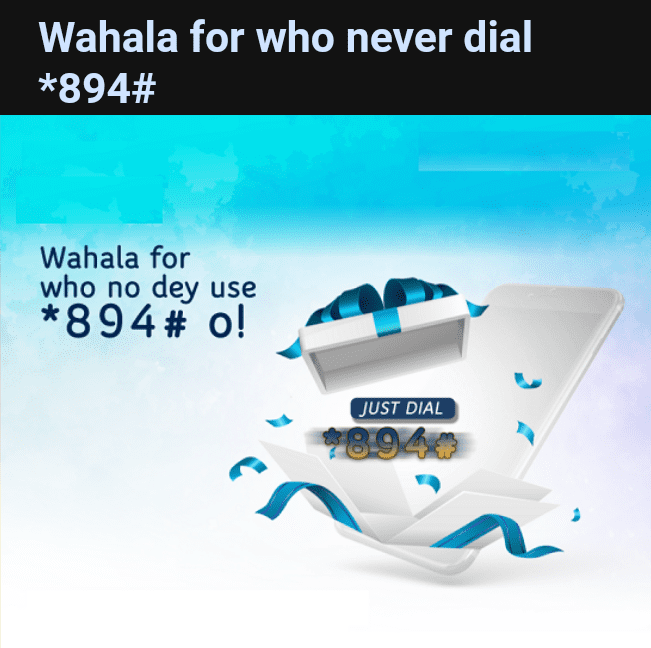 Wahala for who never dial
*894#
Wahala for
who no dey use
*894# o!
JUST DIAL
*894#